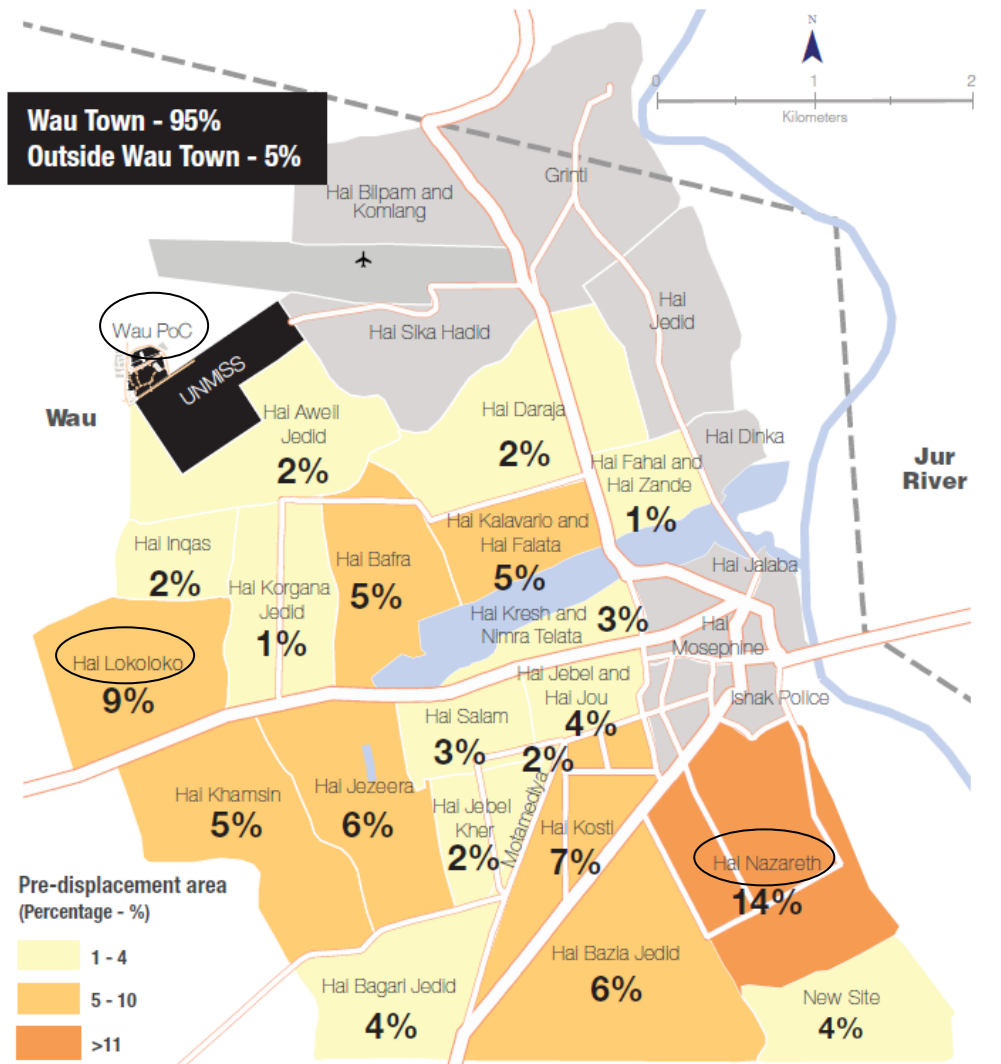 N
0 1 2
Kilometers
Wau Town - 95%
Outside Wau Town - 5%
Hai Bilpam and
Komlang
Grinti
Hai
Jedid
Hai Sika Hadid
Wau PoC
UNMISS
Wau
Hai Aweil
Jedid
2%
Hai Daraja
2%
Hai Dinka
Hai Fahal and
Hai Zande
1%
Jur
River
Hai Inqas
2%
Hai Korgana
Jedid
1%
Hai Bafra
5%
Hai Kalavario and
Hai Falata
5%
Hai Jalaba
Hai Kresh and
Nimra Telata
3%
Hai
Mosephine
Hai Lokoloko
9%
Hai Jebel and
Hai Jou
4%
Ishak Police
Hai Salam
3%
2%
Motamediya
Hai Khamsin
5%
Hai Jezeera
6%
Hai Jebel
Kher
2%
Hai Kosti
7%
Hai Nazareth
14%
Pre-displacement area
(Percentage - %)
1 - 4
5 - 10
>11
Hai Bagari Jedid
4%
Hai Bazia Jedid
6%
New Site
4%